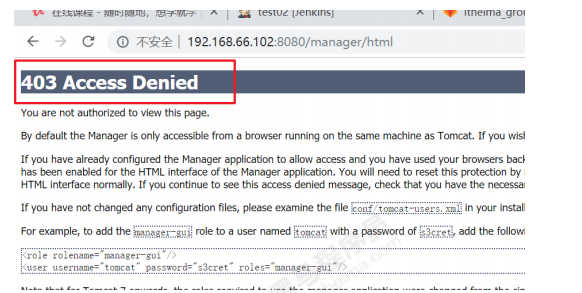 在线课程 - 随时随地，想学就学
test02 [Jenkins]
itheima_grou
不安全 | 192.168.66.102:8080/manager/html
403 Access Denied
You are not authorized to view this page.
By default the Manager is only accessible from a browser running on the same machine as Tomcat. If you wish
If you have already configured the Manager application to allow access and you have used your browsers back
has been enabled for the HTML interface of the Manager application. You will need to reset this protection by
HTML interface normally. If you continue to see this access denied message, check that you have the necessar
If you have not changed any configuration files, please examine the file conf/tomcat-users.xml in your install
For example, to add the manager-gui role to a user named tomcat with a password of s3cret, add the followi
<role rolename="manager-gui"/>
<user username="tomcat" password="s3cret" roles="manager-gui"/>
Note that for Tomcat 7 onwards, the roles required to use the manager application were changed from the sin